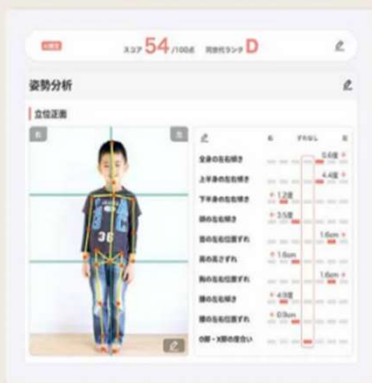 小学生
スコア 54 /100点 同世代ランク D
姿勢分析
立位正面
右 左
36
右 ずれなし 左
全身の左右傾き 0.6度
上半身の左右傾き 4.4度
下半身の左右傾き 1.2度
頭の左右傾き 3.5度
首の左右位置ずれ 1.6cm
肩の高さずれ 1.6cm
胸の左右位置ずれ 1.6cm
腰の左右傾き 4.9度
腰の左右位置ずれ 0.9cm
O脚・X脚の度合い